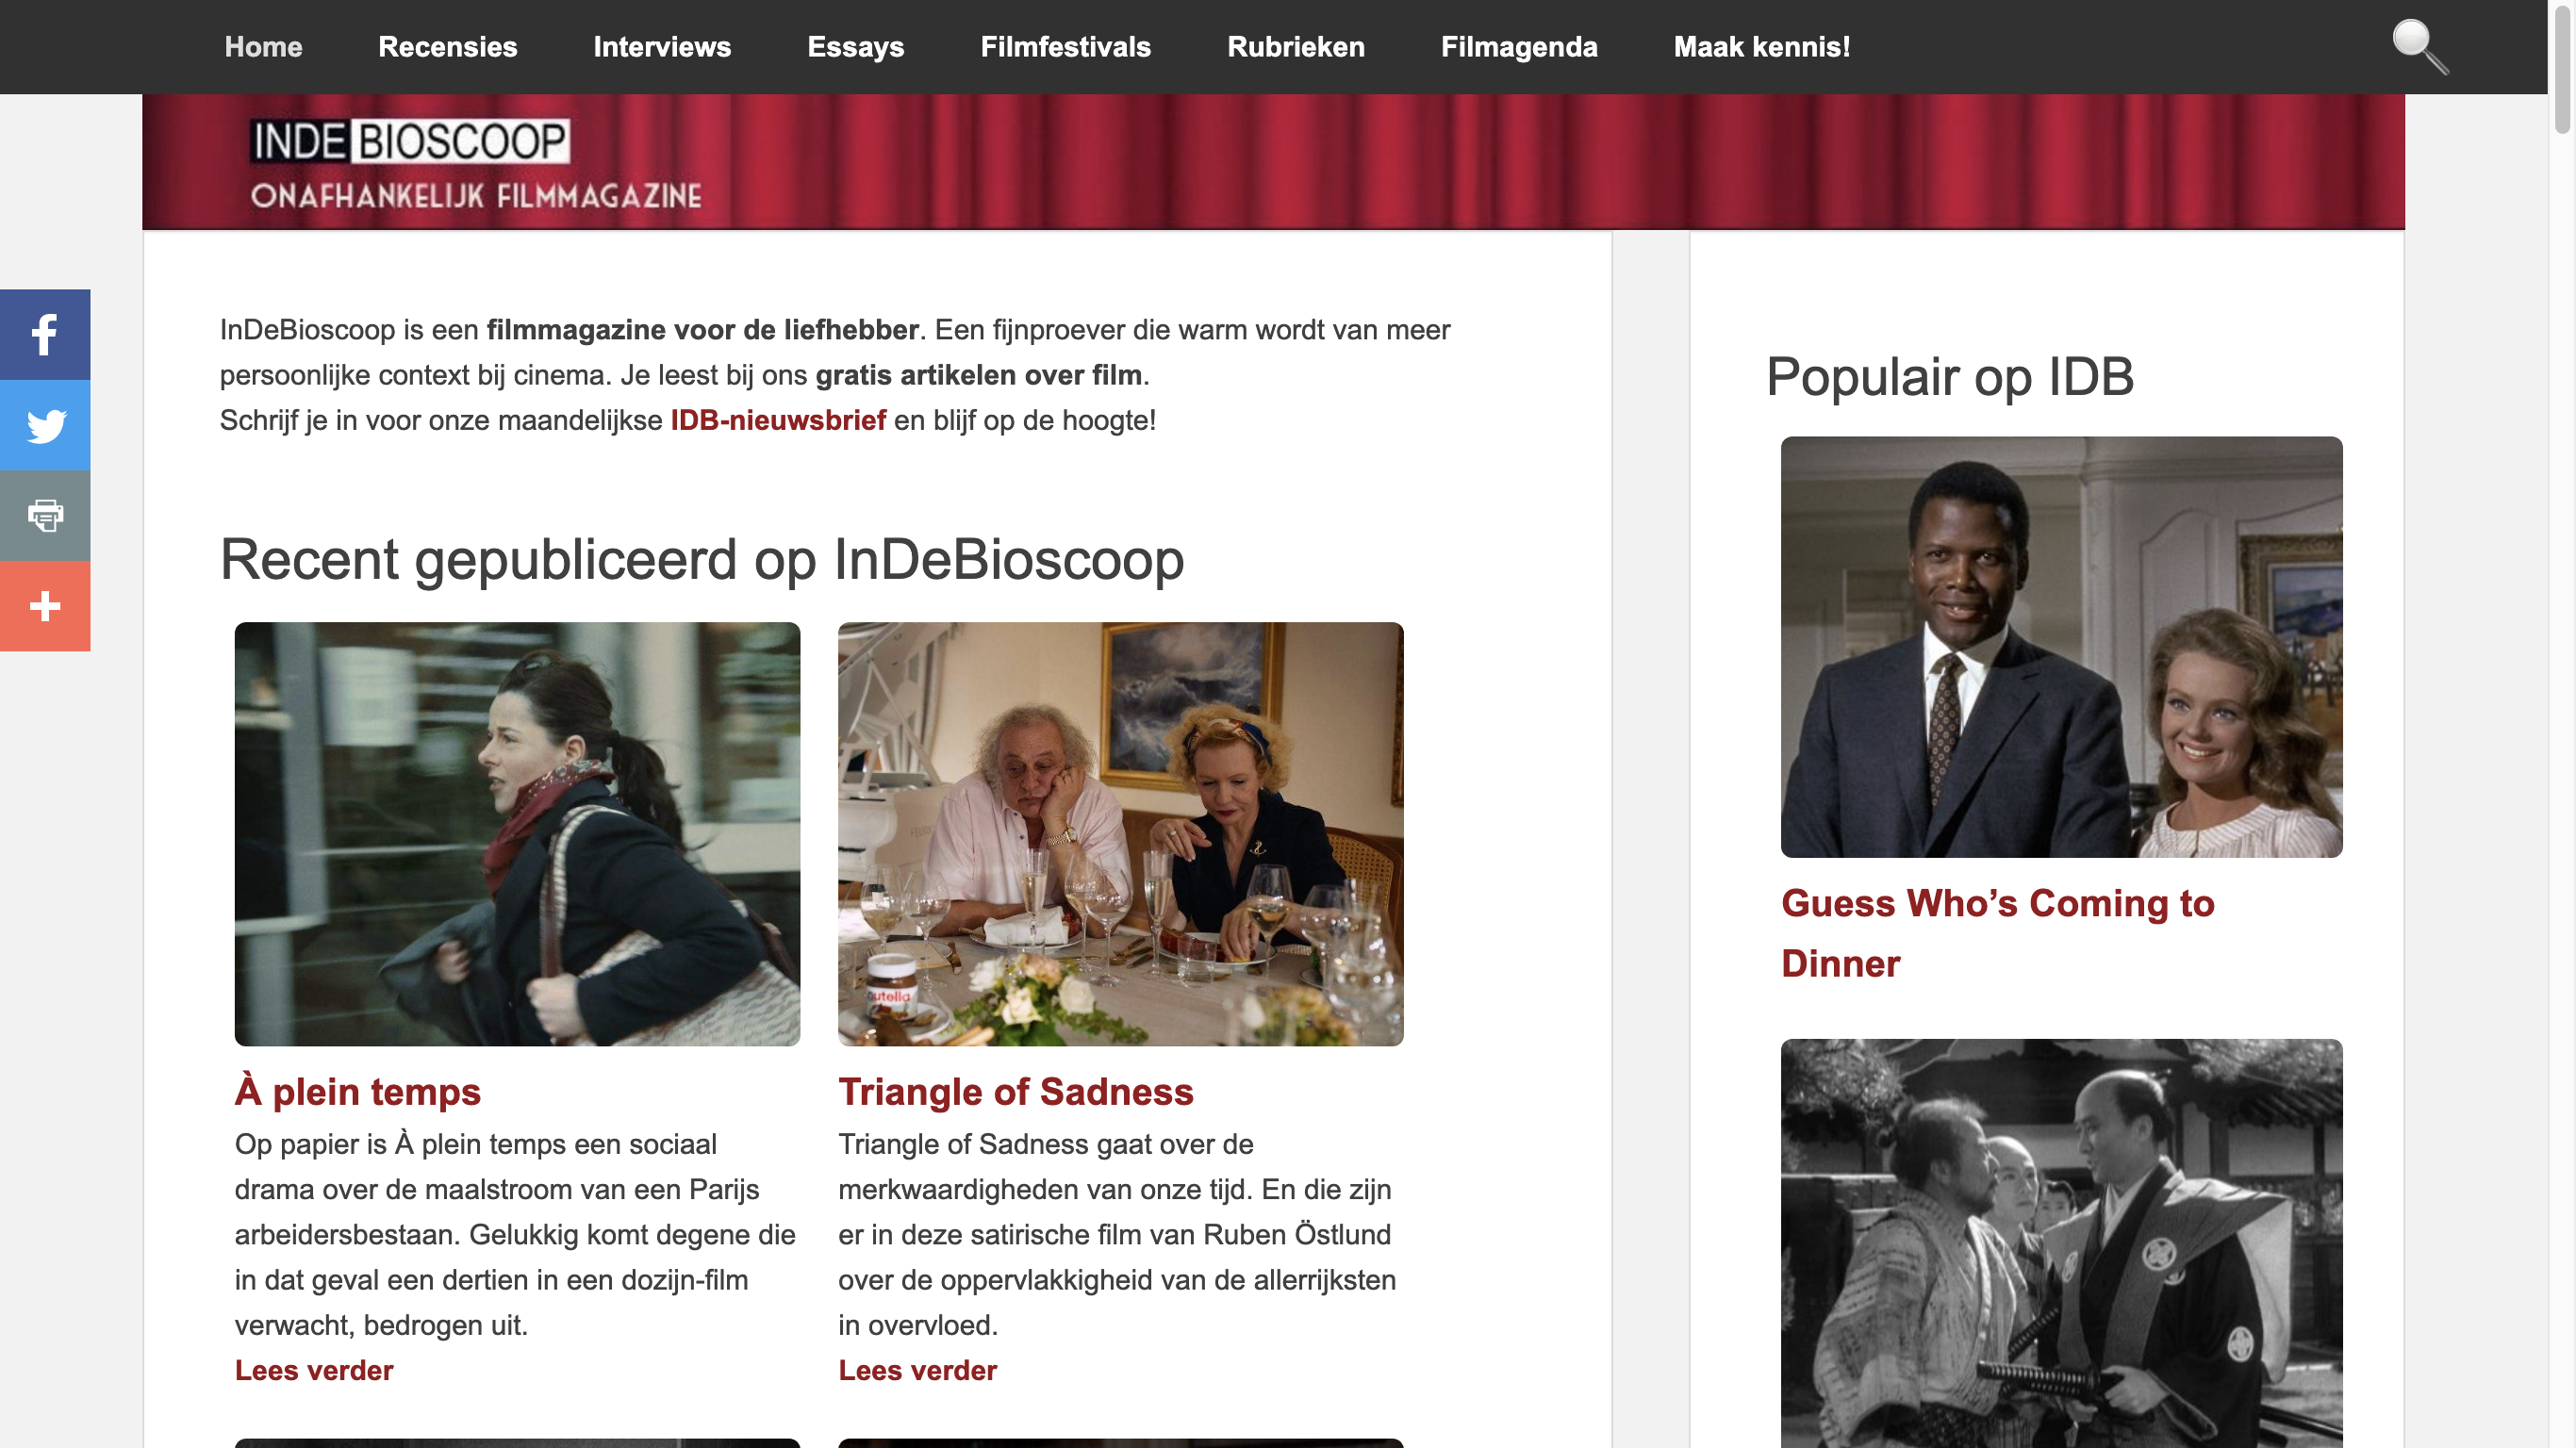 Home Recensies Interviews Essays Filmfestivals Rubrieken Filmagenda Maak kennis!
INDEBIOSCOOP
ONAFHANKELIJK FILMMAGAZINE
InDeBioscoop is een filmmagazine voor de liefhebber. Een fijnproever die warm wordt van meer
persoonlijke context bij cinema. Je leest bij ons gratis artikelen over film.
Schrijf je in voor onze maandelijkse IDB-nieuwsbrief en blijf op de hoogte!
Recent gepubliceerd op InDeBioscoop
nutella
À plein temps
Op papier is À plein temps een sociaal
drama over de maalstroom van een Parijs
arbeidersbestaan. Gelukkig komt degene die
in dat geval een dertien in een dozijn-film
verwacht, bedrogen uit.
Lees verder
Triangle of Sadness
Triangle of Sadness gaat over de
merkwaardigheden van onze tijd. En die zijn
er in deze satirische film van Ruben Östlund
over de oppervlakkigheid van de allerrijksten
in overvloed.
Lees verder
Populair op IDB
Guess Who’s Coming to
Dinner